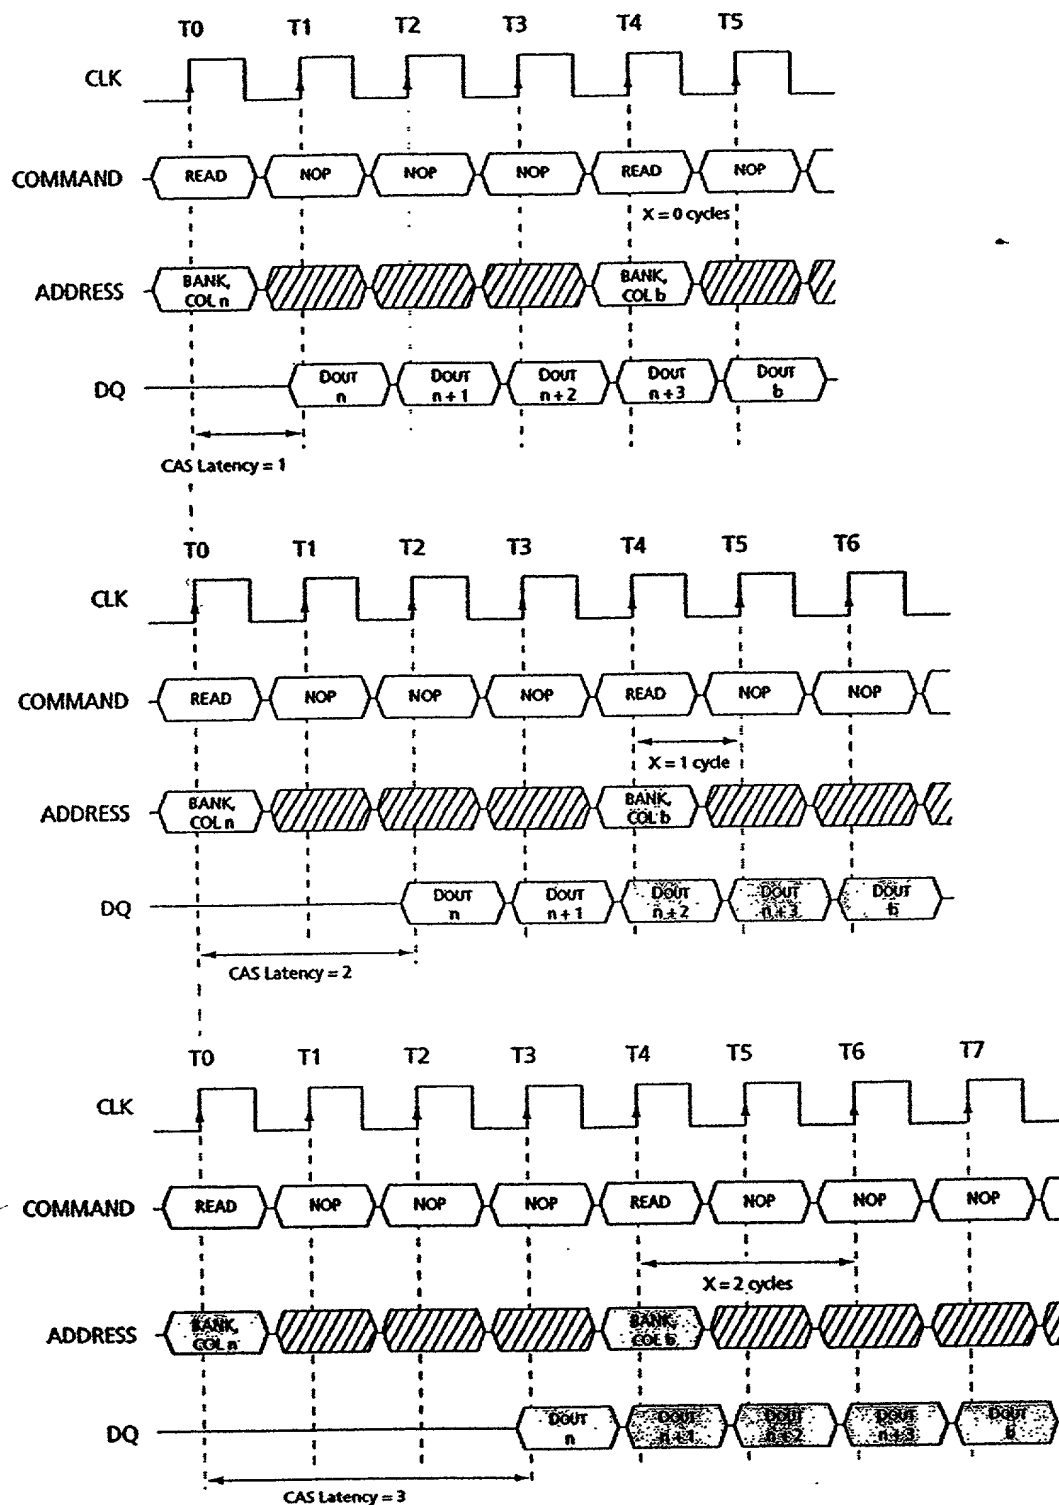 T0 T1 T2 T3 T4 T5
CLK
COMMAND READ NOP NOP NOP READ NOP
X = 0 cycles
ADDRESS BANK, COL n BANK, COL b
DQ DOUT n DOUT n + 1 DOUT n + 2 DOUT n + 3 DOUT b
CAS Latency = 1
T0 T1 T2 T3 T4 T5 T6
CLK
COMMAND READ NOP NOP NOP READ NOP NOP
X = 1 cycle
ADDRESS BANK, COL n BANK, COL b
DQ DOUT n DOUT n + 1 DOUT n + 2 DOUT n + 3 DOUT b
CAS Latency = 2
T0 T1 T2 T3 T4 T5 T6 T7
CLK
COMMAND READ NOP NOP NOP READ NOP NOP NOP
X = 2 cycles
ADDRESS BANK, COL n BANK, COL b
DQ DOUT n DOUT n + 1 DOUT n + 2 DOUT n + 3 DOUT b
CAS Latency = 3